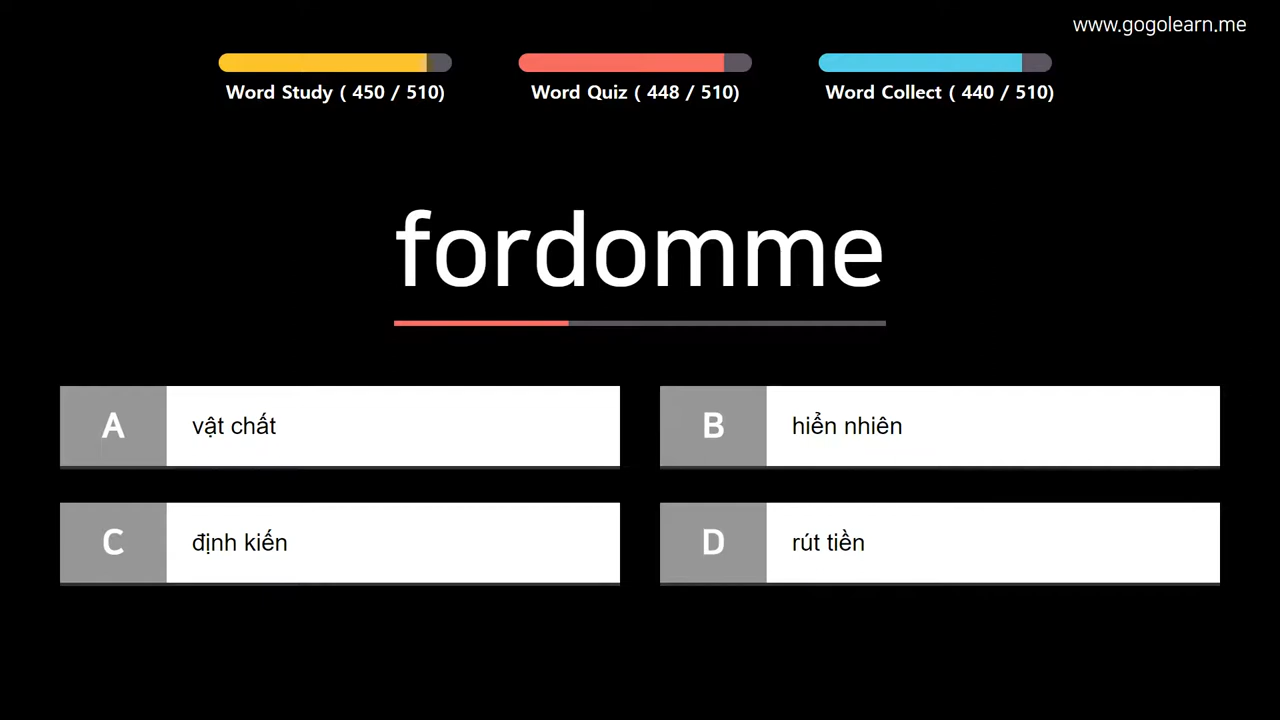 www.gogolearn.me
Word Study ( 450 / 510)
Word Quiz ( 448 / 510)
Word Collect ( 440 / 510)
fordomme
A vật chất
B hiển nhiên
C định kiến
D rút tiền